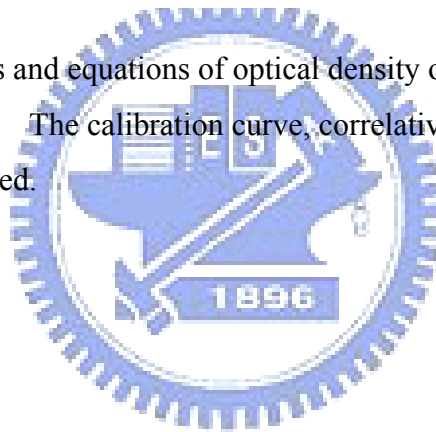 s and equations of optical density o
The calibration curve, correlativ
ed.
1896